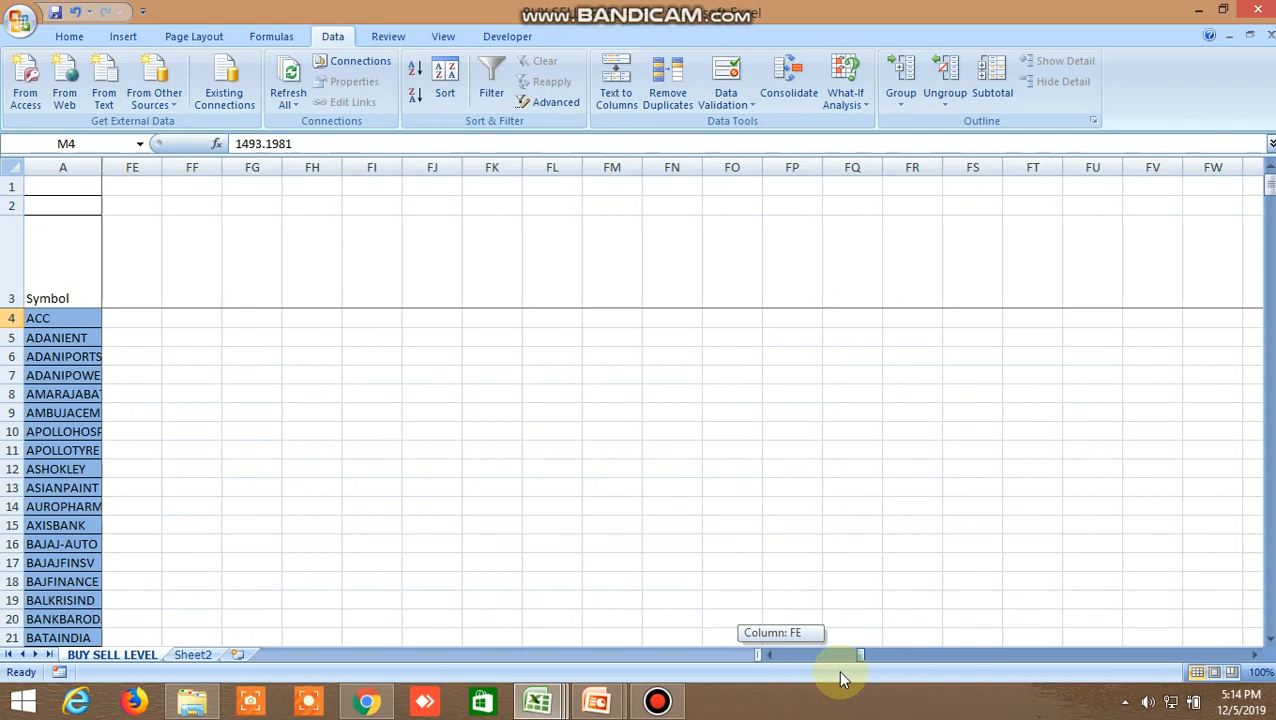 www.BANDICAM.com
Home Insert Page Layout Formulas Data Review View Developer
From Access
From Web
From Text
From Other Sources
Existing Connections
Get External Data
Refresh All
Connections
Properties
Edit Links
Connections
Sort
Filter
Clear
Reapply
Advanced
Sort & Filter
Text to Columns
Remove Duplicates
Data Validation
Consolidate
What-If Analysis
Data Tools
Group
Ungroup
Subtotal
Show Detail
Hide Detail
Outline
M4 fx 1493.1981
A FE FF FG FH FI FJ FK FL FM FN FO FP FQ FR FS FT FU FV FW
1
2
3 Symbol
4 ACC
5 ADANIENT
6 ADANIPORTS
7 ADANIPOWE
8 AMARAJABAT
9 AMBUJACEM
10 APOLLOHOSP
11 APOLLOTYRE
12 ASHOKLEY
13 ASIANPAINT
14 AUROPHARM
15 AXISBANK
16 BAJAJ-AUTO
17 BAJAJFINSV
18 BAJFINANCE
19 BALKRISIND
20 BANKBAROD
21 BATAINDIA
Column: FE
BUY SELL LEVEL Sheet2
Ready 100%
5:14 PM
12/5/2019